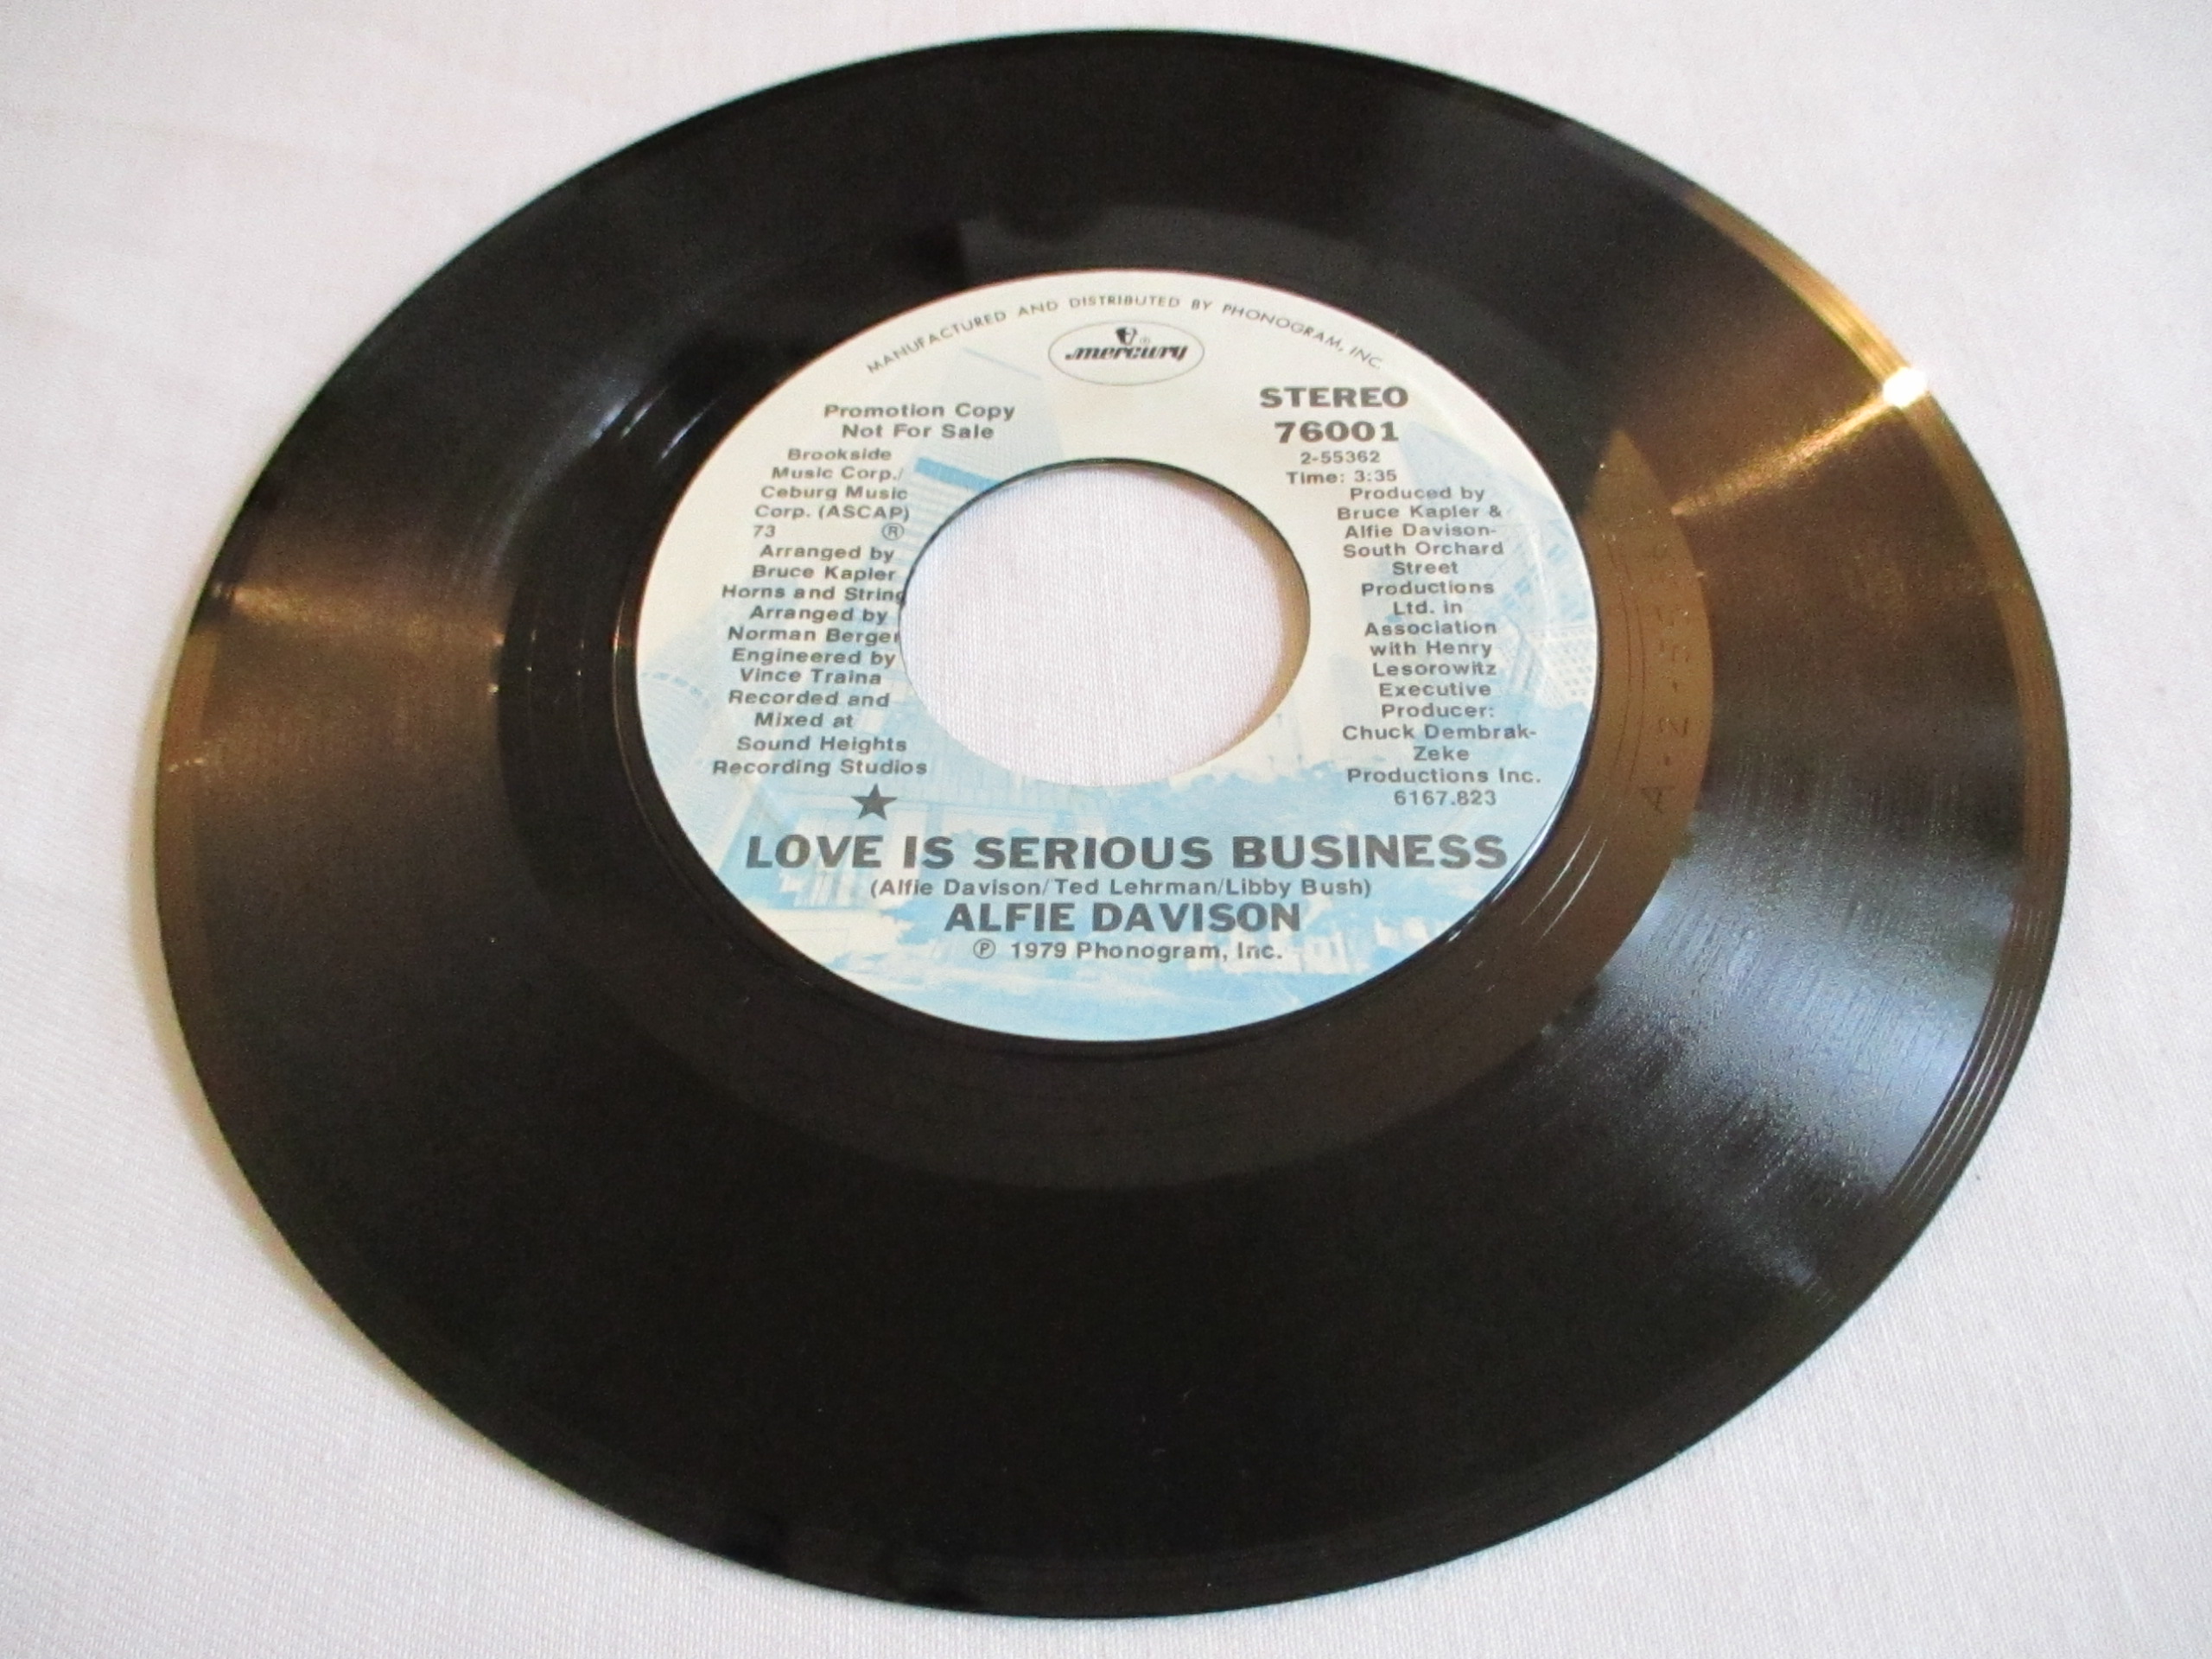 MANUFACTURED AND DISTRIBUTED BY PHONOGRAM, INC.
mercury ®
Promotion Copy
Not For Sale
Brookside
Music Corp./
Ceburg Music
Corp. (ASCAP)
73 Ⓡ
Arranged by
Bruce Kapler
Horns and String
Arranged by
Norman Berger
Engineered by
Vince Traina
Recorded and
Mixed at
Sound Heights
Recording Studios
STEREO
76001
2-55362
Time: 3:35
Produced by
Bruce Kapler &
Alfie Davison-
South Orchard
Street
Productions
Ltd. in
Association
with Henry
Lesorowitz
Executive
Producer:
Chuck Dembrak-
Zeke
Productions Inc.
6167.823
★
LOVE IS SERIOUS BUSINESS
(Alfie Davison/Ted Lehrman/Libby Bush)
ALFIE DAVISON
℗ 1979 Phonogram, Inc.